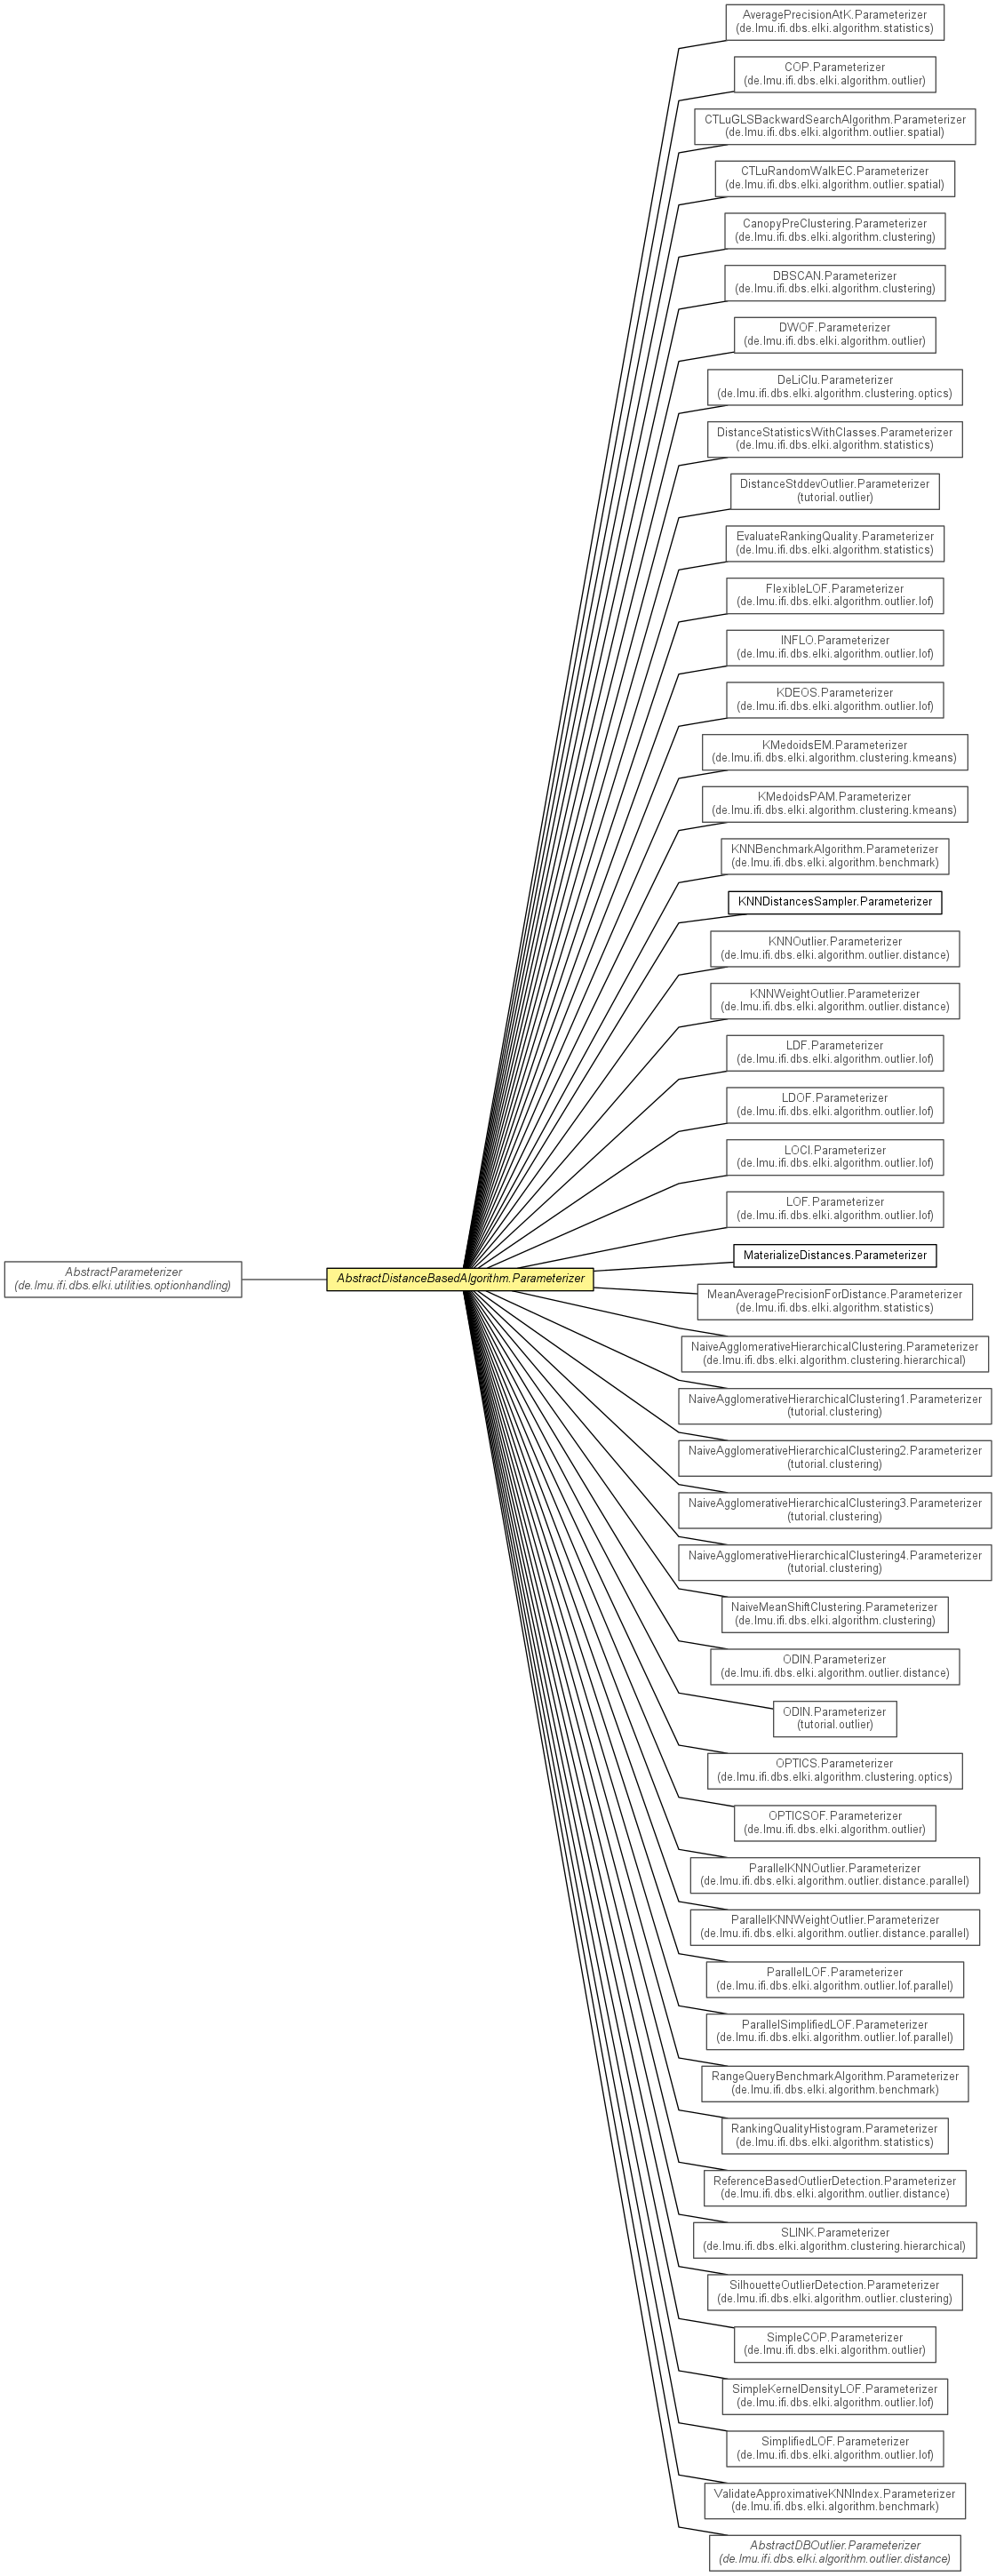 AveragePrecisionAtK.Parameterizer
(de.lmu.ifi.dbs.elki.algorithm.statistics)
COP.Parameterizer
(de.lmu.ifi.dbs.elki.algorithm.outlier)
CTLuGLSBackwardSearchAlgorithm.Parameterizer
(de.lmu.ifi.dbs.elki.algorithm.outlier.spatial)
CTLuRandomWalkEC.Parameterizer
(de.lmu.ifi.dbs.elki.algorithm.outlier.spatial)
CanopyPreClustering.Parameterizer
(de.lmu.ifi.dbs.elki.algorithm.clustering)
DBSCAN.Parameterizer
(de.lmu.ifi.dbs.elki.algorithm.clustering)
DWOF.Parameterizer
(de.lmu.ifi.dbs.elki.algorithm.outlier)
DeLiClu.Parameterizer
(de.lmu.ifi.dbs.elki.algorithm.clustering.optics)
DistanceStatisticsWithClasses.Parameterizer
(de.lmu.ifi.dbs.elki.algorithm.statistics)
DistanceStddevOutlier.Parameterizer
(tutorial.outlier)
EvaluateRankingQuality.Parameterizer
(de.lmu.ifi.dbs.elki.algorithm.statistics)
FlexibleLOF.Parameterizer
(de.lmu.ifi.dbs.elki.algorithm.outlier.lof)
INFLO.Parameterizer
(de.lmu.ifi.dbs.elki.algorithm.outlier.lof)
KDEOS.Parameterizer
(de.lmu.ifi.dbs.elki.algorithm.outlier.lof)
KMedoidsEM.Parameterizer
(de.lmu.ifi.dbs.elki.algorithm.clustering.kmeans)
KMedoidsPAM.Parameterizer
(de.lmu.ifi.dbs.elki.algorithm.clustering.kmeans)
KNNBenchmarkAlgorithm.Parameterizer
(de.lmu.ifi.dbs.elki.algorithm.benchmark)
KNNDistancesSampler.Parameterizer
KNNOutlier.Parameterizer
(de.lmu.ifi.dbs.elki.algorithm.outlier.distance)
KNNWeightOutlier.Parameterizer
(de.lmu.ifi.dbs.elki.algorithm.outlier.distance)
LDF.Parameterizer
(de.lmu.ifi.dbs.elki.algorithm.outlier.lof)
LDOF.Parameterizer
(de.lmu.ifi.dbs.elki.algorithm.outlier.lof)
LOCI.Parameterizer
(de.lmu.ifi.dbs.elki.algorithm.outlier.lof)
LOF.Parameterizer
(de.lmu.ifi.dbs.elki.algorithm.outlier.lof)
MaterializeDistances.Parameterizer
AbstractParameterizer
(de.lmu.ifi.dbs.elki.utilities.optionhandling)
AbstractDistanceBasedAlgorithm.Parameterizer
MeanAveragePrecisionForDistance.Parameterizer
(de.lmu.ifi.dbs.elki.algorithm.statistics)
NaiveAgglomerativeHierarchicalClustering.Parameterizer
(de.lmu.ifi.dbs.elki.algorithm.clustering.hierarchical)
NaiveAgglomerativeHierarchicalClustering1.Parameterizer
(tutorial.clustering)
NaiveAgglomerativeHierarchicalClustering2.Parameterizer
(tutorial.clustering)
NaiveAgglomerativeHierarchicalClustering3.Parameterizer
(tutorial.clustering)
NaiveAgglomerativeHierarchicalClustering4.Parameterizer
(tutorial.clustering)
NaiveMeanShiftClustering.Parameterizer
(de.lmu.ifi.dbs.elki.algorithm.clustering)
ODIN.Parameterizer
(de.lmu.ifi.dbs.elki.algorithm.outlier.distance)
ODIN.Parameterizer
(tutorial.outlier)
OPTICS.Parameterizer
(de.lmu.ifi.dbs.elki.algorithm.clustering.optics)
OPTICSOF.Parameterizer
(de.lmu.ifi.dbs.elki.algorithm.outlier)
ParallelKNNOutlier.Parameterizer
(de.lmu.ifi.dbs.elki.algorithm.outlier.distance.parallel)
ParallelKNNWeightOutlier.Parameterizer
(de.lmu.ifi.dbs.elki.algorithm.outlier.distance.parallel)
ParallelLOF.Parameterizer
(de.lmu.ifi.dbs.elki.algorithm.outlier.lof.parallel)
ParallelSimplifiedLOF.Parameterizer
(de.lmu.ifi.dbs.elki.algorithm.outlier.lof.parallel)
RangeQueryBenchmarkAlgorithm.Parameterizer
(de.lmu.ifi.dbs.elki.algorithm.benchmark)
RankingQualityHistogram.Parameterizer
(de.lmu.ifi.dbs.elki.algorithm.statistics)
ReferenceBasedOutlierDetection.Parameterizer
(de.lmu.ifi.dbs.elki.algorithm.outlier.distance)
SLINK.Parameterizer
(de.lmu.ifi.dbs.elki.algorithm.clustering.hierarchical)
SilhouetteOutlierDetection.Parameterizer
(de.lmu.ifi.dbs.elki.algorithm.outlier.clustering)
SimpleCOP.Parameterizer
(de.lmu.ifi.dbs.elki.algorithm.outlier)
SimpleKernelDensityLOF.Parameterizer
(de.lmu.ifi.dbs.elki.algorithm.outlier.lof)
SimplifiedLOF.Parameterizer
(de.lmu.ifi.dbs.elki.algorithm.outlier.lof)
ValidateApproximativeKNNIndex.Parameterizer
(de.lmu.ifi.dbs.elki.algorithm.benchmark)
AbstractDBOutlier.Parameterizer
(de.lmu.ifi.dbs.elki.algorithm.outlier.distance)